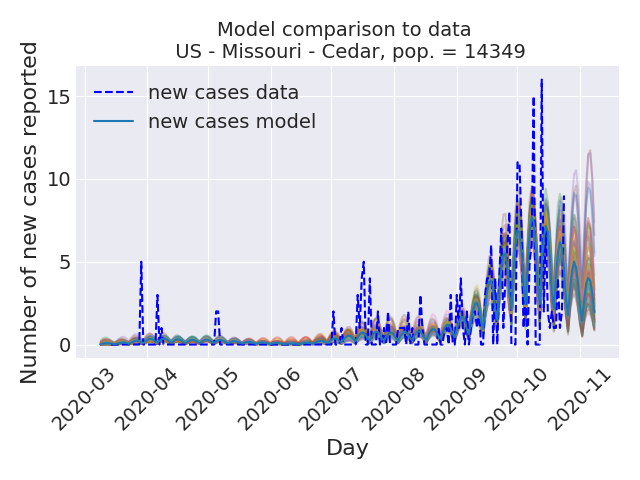 Model comparison to data
US - Missouri - Cedar, pop. = 14349
Number of new cases reported
new cases data
new cases model
15
10
5
0
2020-03
2020-04
2020-05
2020-06
2020-07
2020-08
2020-09
2020-10
2020-11
Day